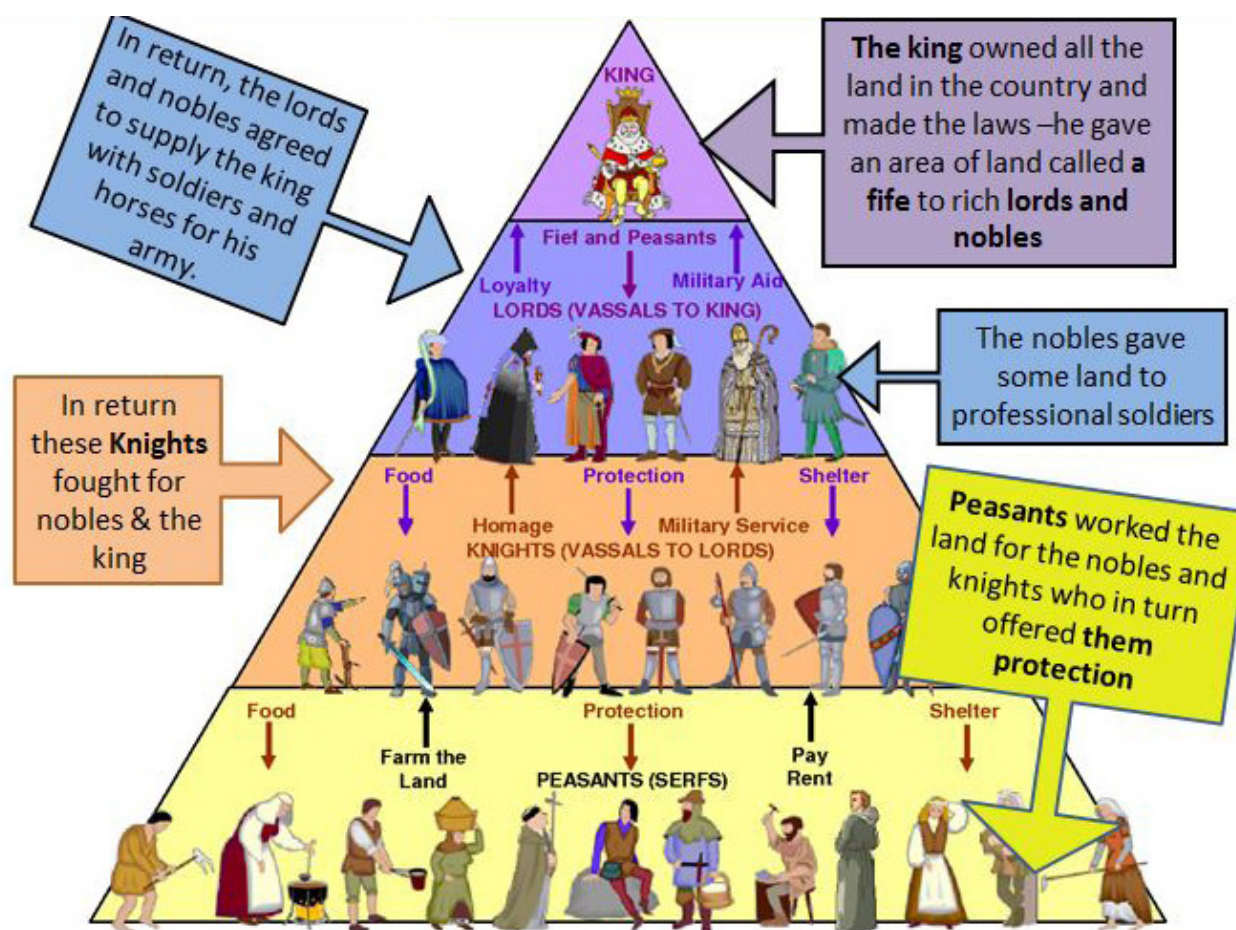 In return, the lords
and nobles agreed
to supply the king
with soldiers and
horses for his
army.
KING
The king owned all the
land in the country and
made the laws –he gave
an area of land called a
fife to rich lords and
nobles
Fief and Peasants
Loyalty
Military Aid
LORDS (VASSALS TO KING)
The nobles gave
some land to
professional soldiers
In return
these Knights
fought for
nobles & the
king
Food
Protection
Shelter
Homage
Military Service
KNIGHTS (VASSALS TO LORDS)
Peasants worked the
land for the nobles and
knights who in turn
offered them
protection
Food
Protection
Shelter
Farm the
Land
Pay
Rent
PEASANTS (SERFS)